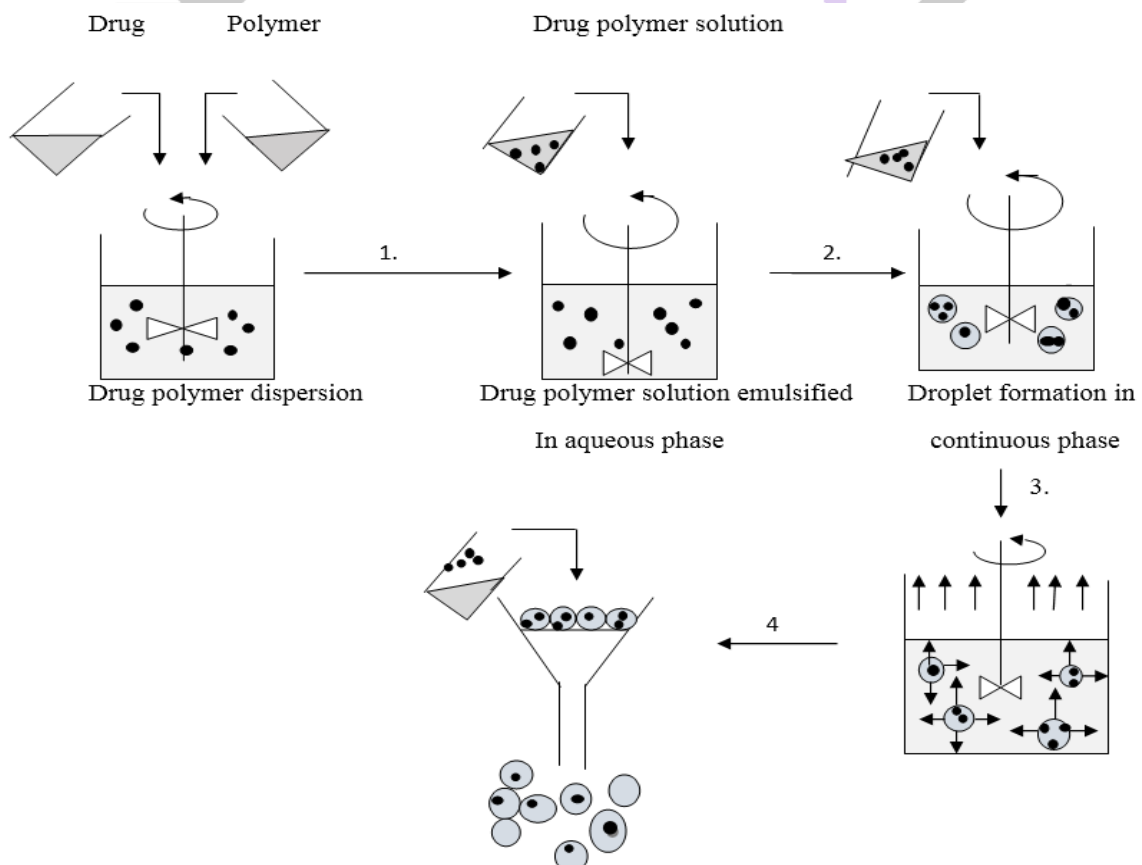 Drug Polymer Drug polymer solution
1.
2.
Drug polymer dispersion
Drug polymer solution emulsified
In aqueous phase
Droplet formation in
continuous phase
3.
4